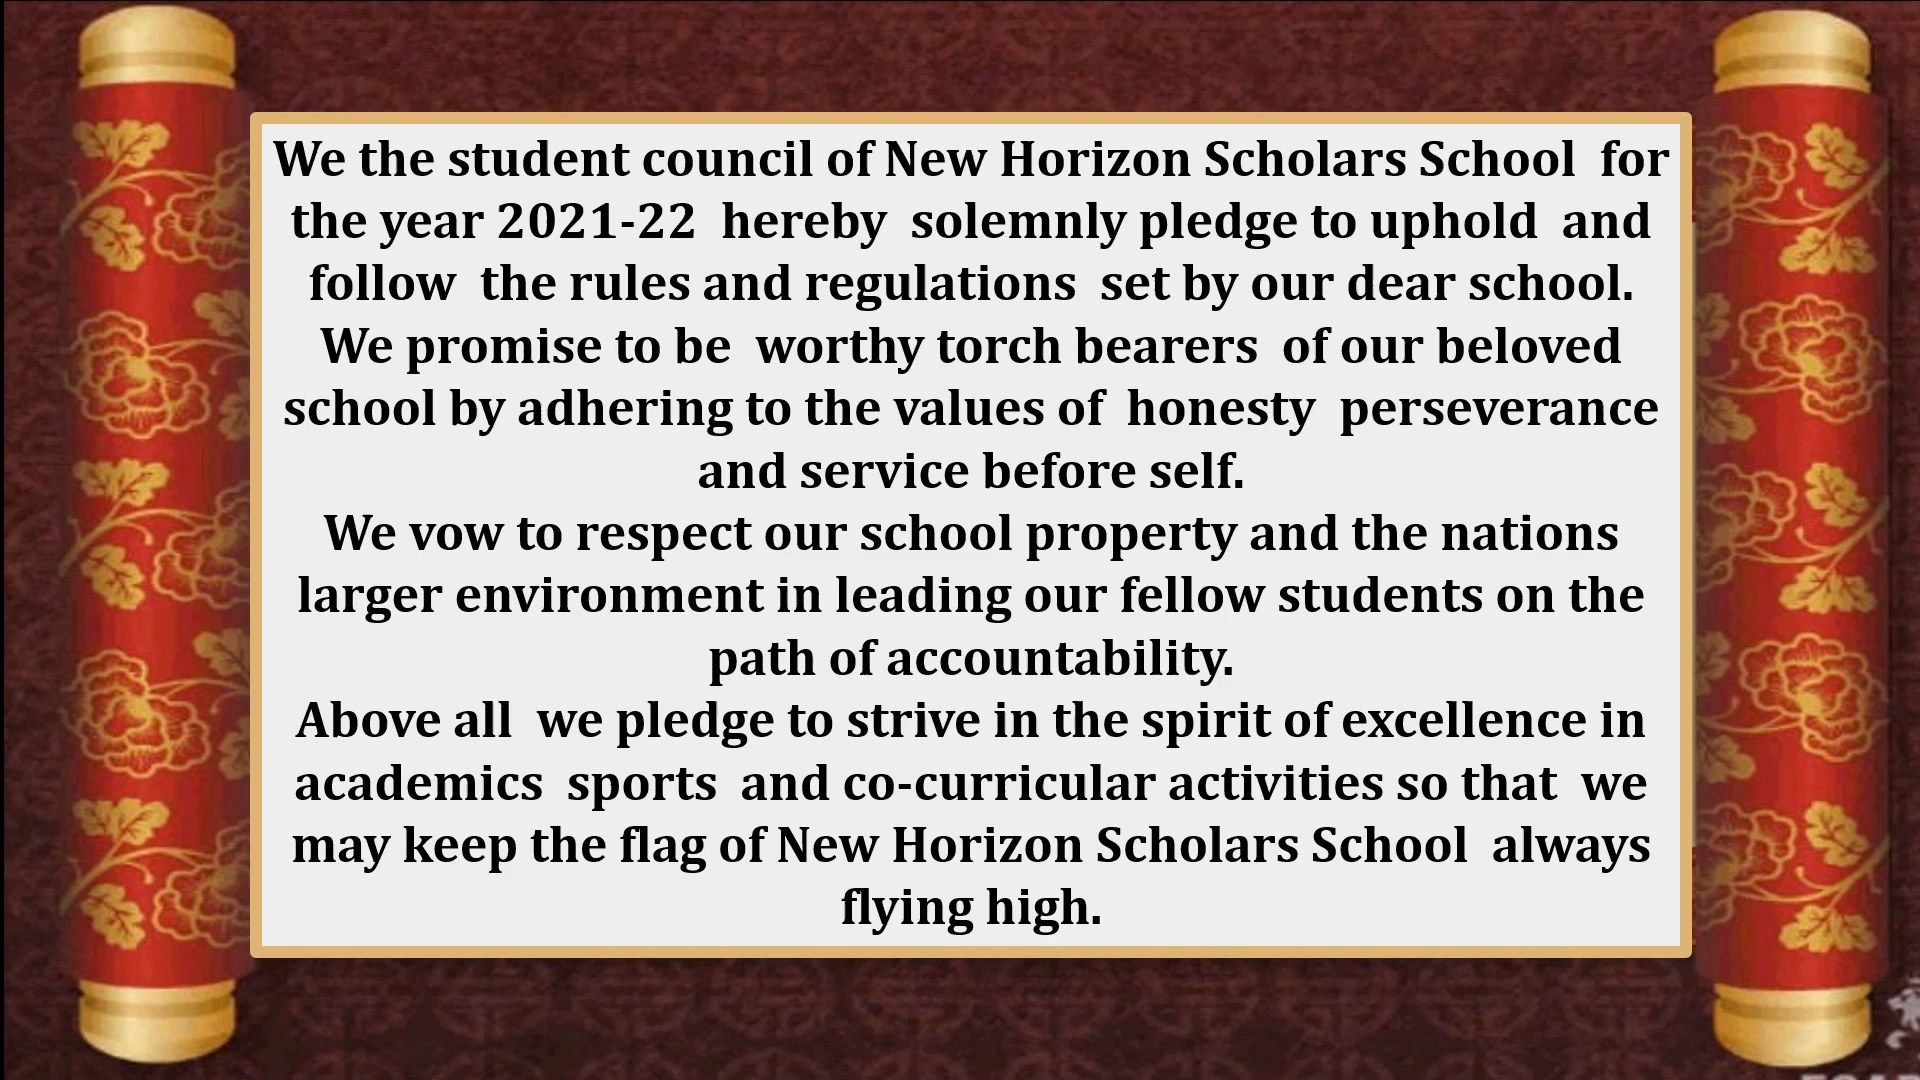 We the student council of New Horizon Scholars School for
the year 2021-22 hereby solemnly pledge to uphold and
follow the rules and regulations set by our dear school.
We promise to be worthy torch bearers of our beloved
school by adhering to the values of honesty perseverance
and service before self.
We vow to respect our school property and the nations
larger environment in leading our fellow students on the
path of accountability.
Above all we pledge to strive in the spirit of excellence in
academics sports and co-curricular activities so that we
may keep the flag of New Horizon Scholars School always
flying high.